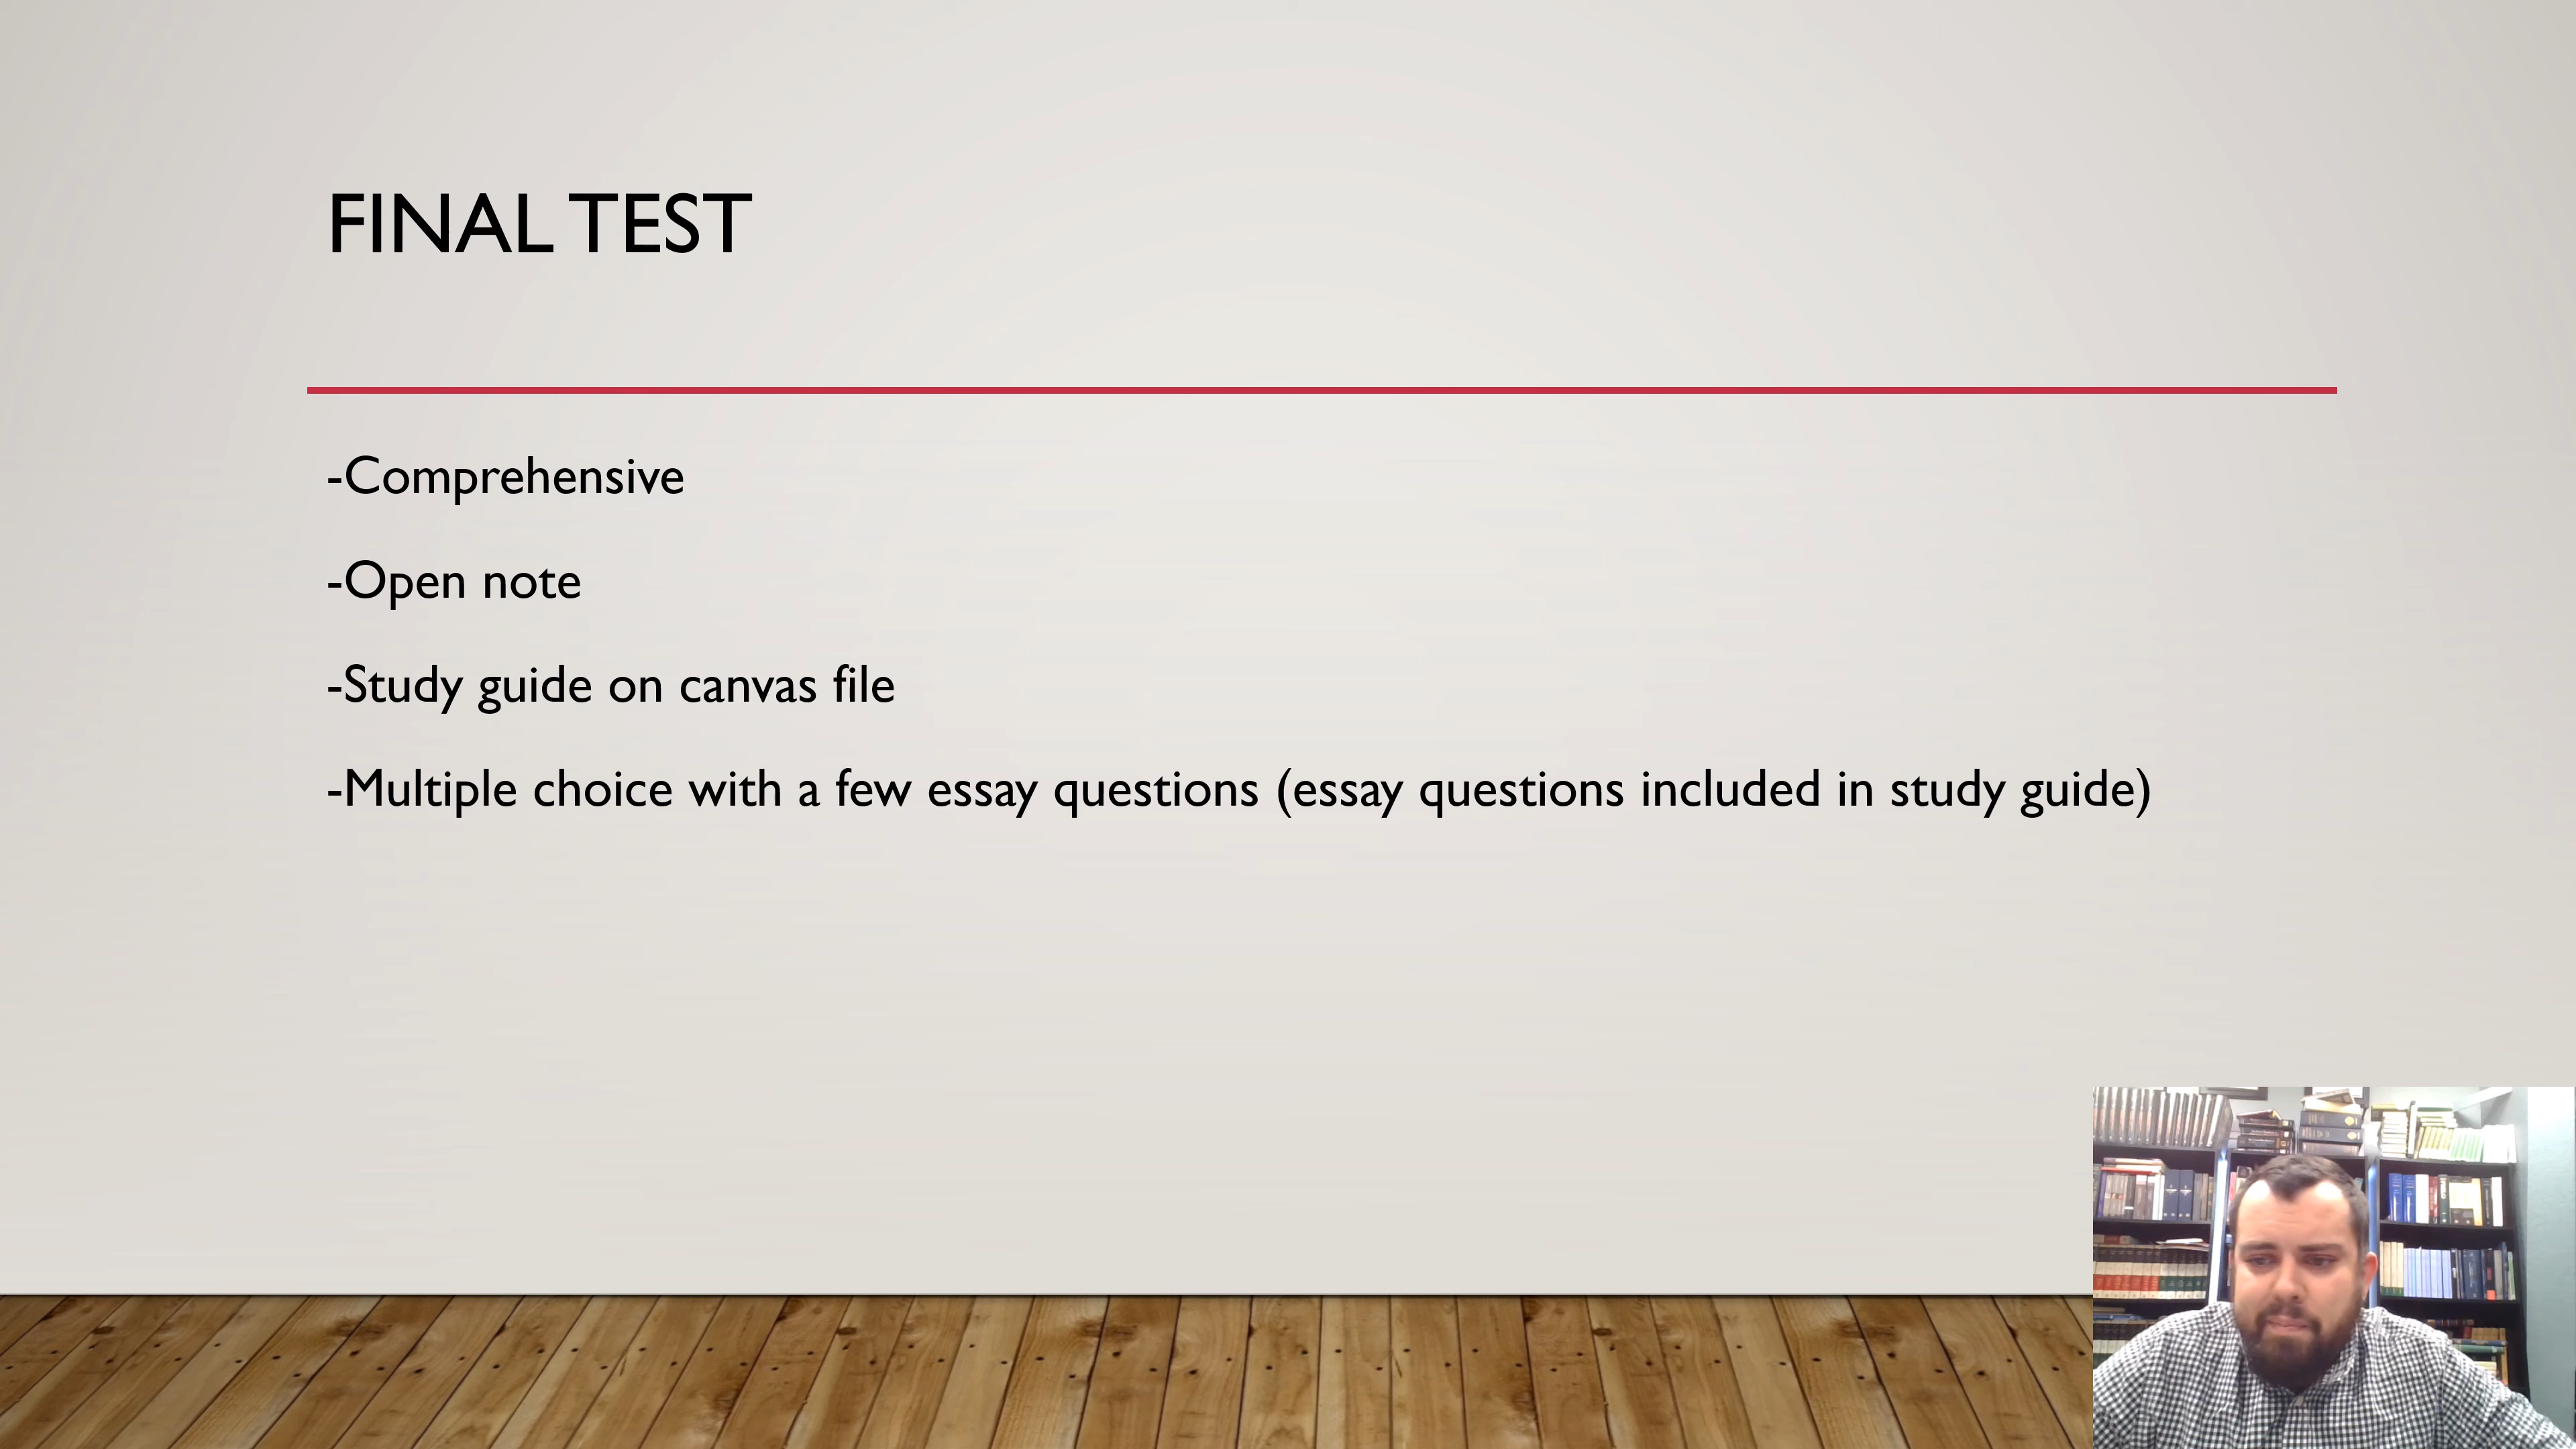 FINAL TEST
-Comprehensive
-Open note
-Study guide on canvas file
-Multiple choice with a few essay questions (essay questions included in study guide)